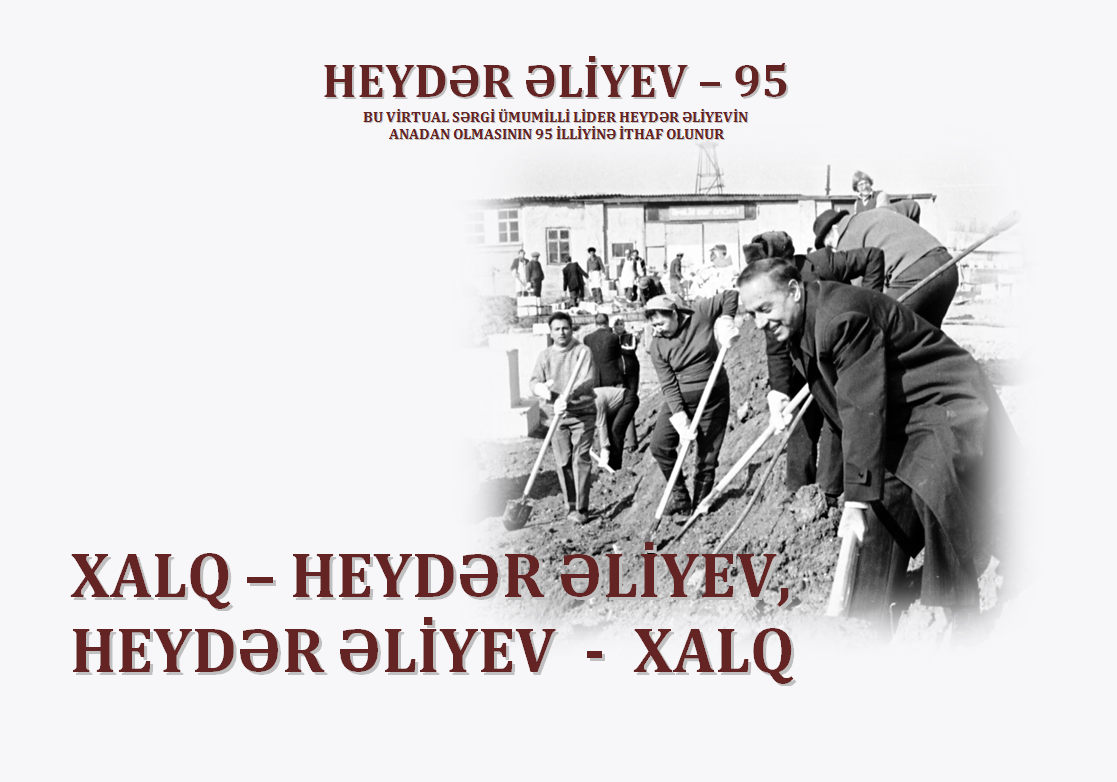 HEYDƏR ƏLİYEV – 95
BU VİRTUAL SƏRGİ ÜMUMİLLİ LİDER HEYDƏR ƏLİYEVİN
ANADAN OLMASININ 95 İLLİYİNƏ İTHAF OLUNUR
XALQ – HEYDƏR ƏLİYEV,
HEYDƏR ƏLİYEV - XALQ